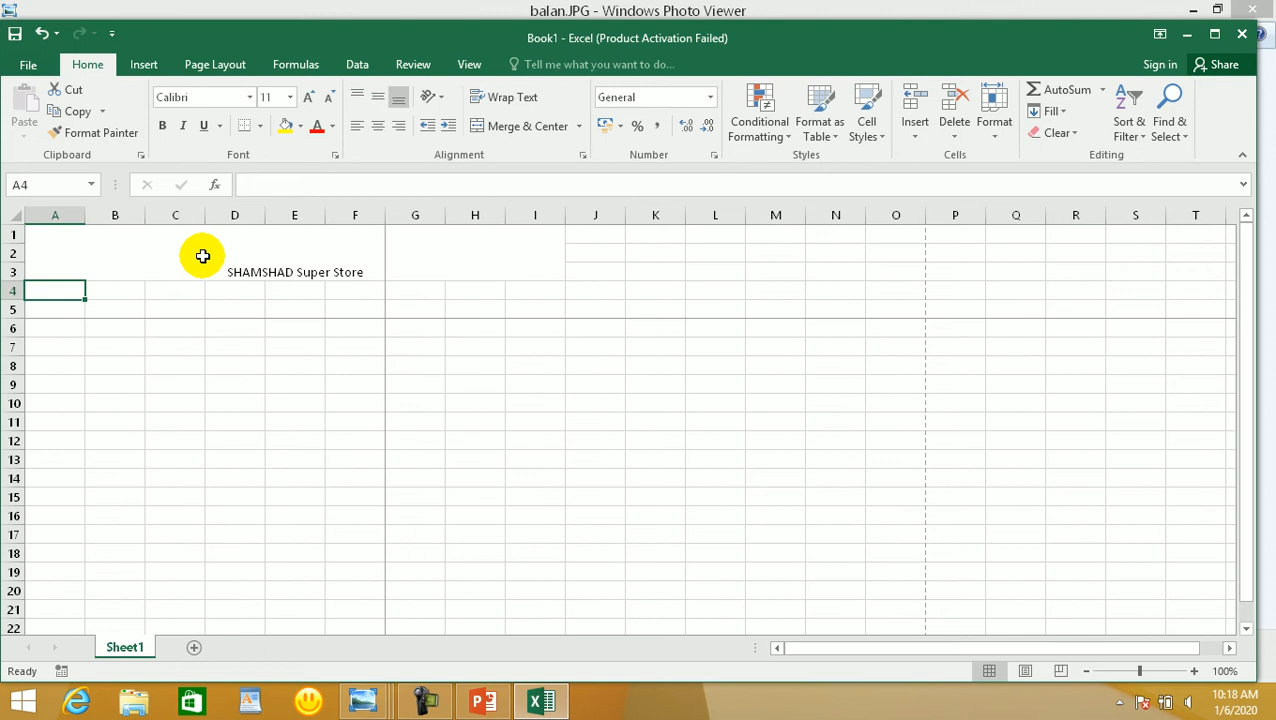 balanJPG - Windows Photo Viewer
Book1 - Excel (Product Activation Failed)
File Home Insert Page Layout Formulas Data Review View Tell me what you want to do... Sign in Share
Cut
Copy
Format Painter
Paste
Clipboard
Calibri 11
B I U
Font
Wrap Text
Merge & Center
Alignment
General
Number
Conditional Formatting
Format as Table
Cell Styles
Styles
Insert Delete Format
Cells
AutoSum
Fill
Clear
Sort & Filter
Find & Select
Editing
A4 fx
A B C D E F G H I J K L M N O P Q R S T
1
2
3 SHAMSHAD Super Store
4
5
6
7
8
9
10
11
12
13
14
15
16
17
18
19
20
21
22
Sheet1
Ready 100%
10:18 AM
1/6/2020